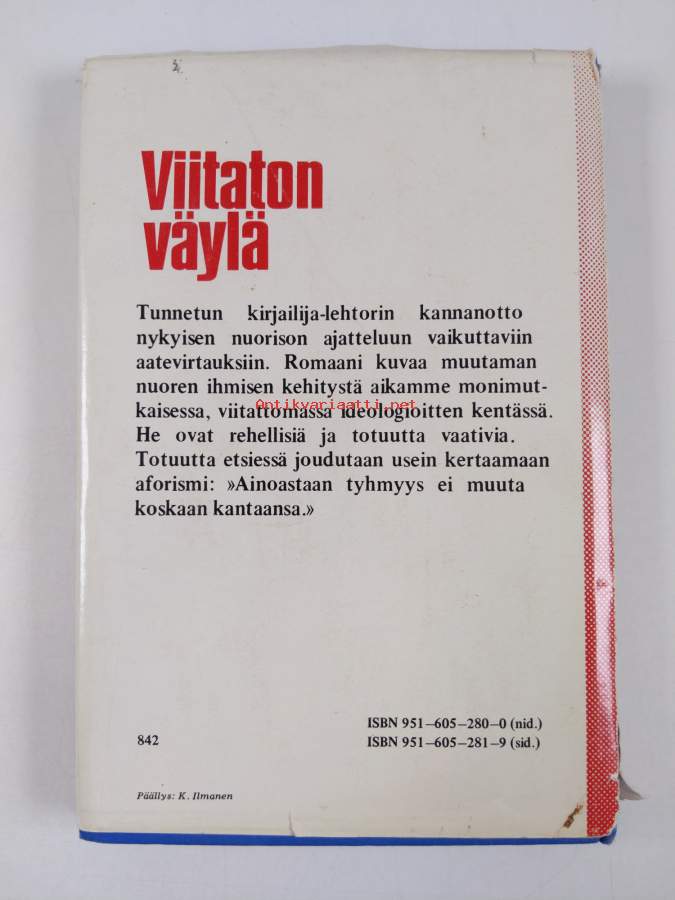 Viitaton
väylä
Tunnetun kirjailija-lehtorin kannanotto
nykyisen nuorison ajatteluun vaikuttaviin
aatevirtauksiin. Romaani kuvaa muutaman
nuoren ihmisen kehitystä aikamme monimut-
kaisessa, viitattomassa ideologioitten kentässä.
Antikvariaatti.net
He ovat rehellisiä ja totuutta vaativia.
Totuutta etsiessä joudutaan usein kertaamaan
aforismi: »Ainoastaan tyhmyys ei muuta
koskaan kantaansa.»
ISBN 951–605–280–0 (nid.)
842
ISBN 951–605–281–9 (sid.)
Päällys: K. Ilmanen